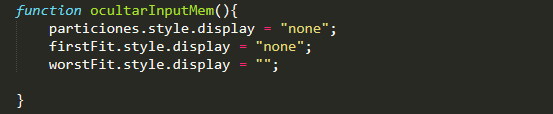 function ocultarInputMem(){
particiones.style.display = "none";
firstFit.style.display = "none";
worstFit.style.display = "";
}